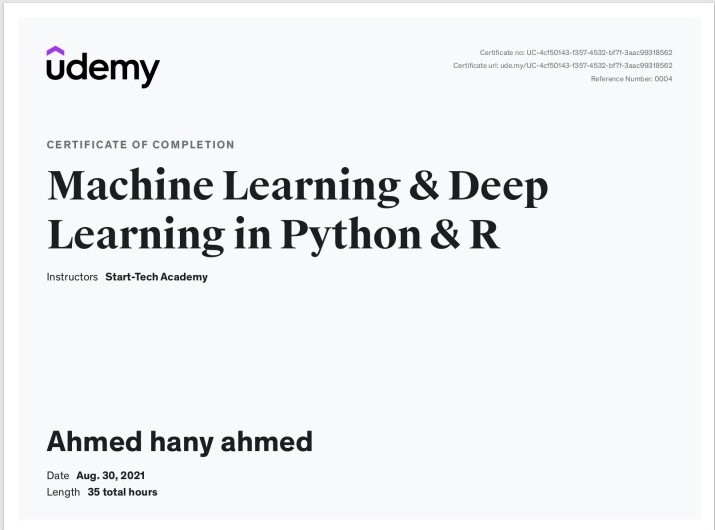 udemy
Certificate no: UC-4cf50143-f357-4532-bf7f-3aac99318562
Certificate url: ude.my/UC-4cf50143-f357-4532-bf7f-3aac99318562
Reference Number: 0004
CERTIFICATE OF COMPLETION
Machine Learning & Deep
Learning in Python & R
Instructors Start-Tech Academy
Ahmed hany ahmed
Date Aug. 30, 2021
Length 35 total hours